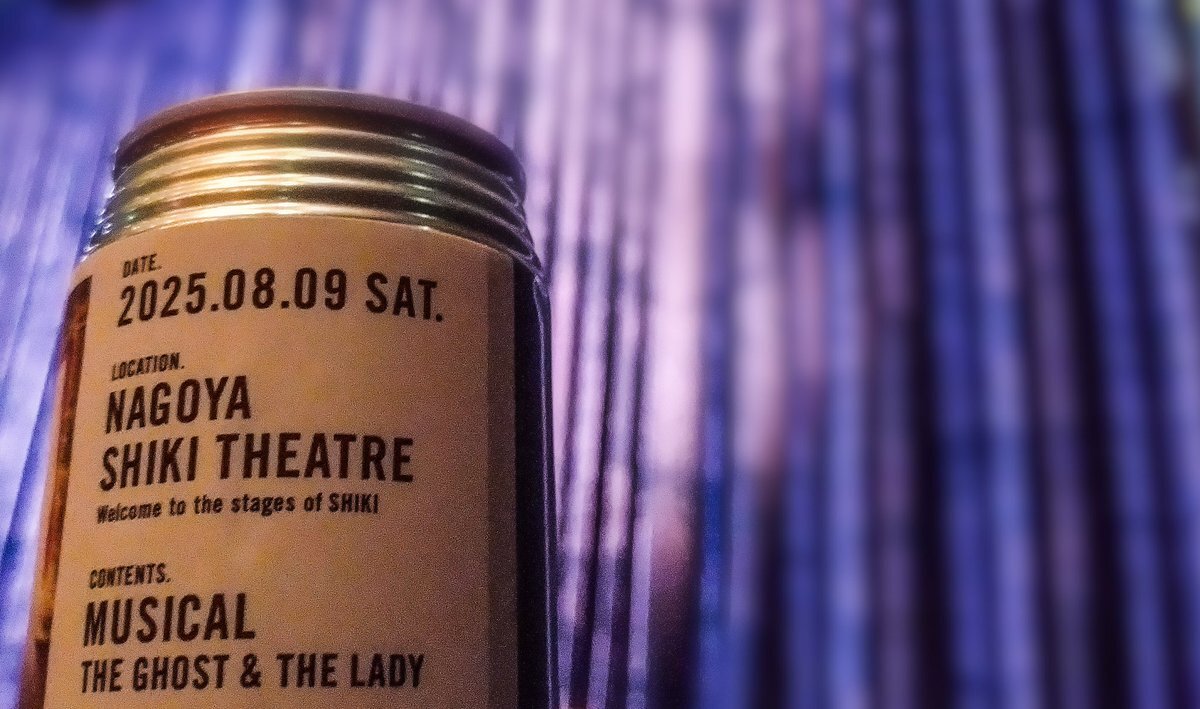 DATE.
2025.08.09 SAT.
LOCATION.
NAGOYA
SHIKI THEATRE
Welcome to the stages of SHIKI
CONTENTS.
MUSICAL
THE GHOST & THE LADY